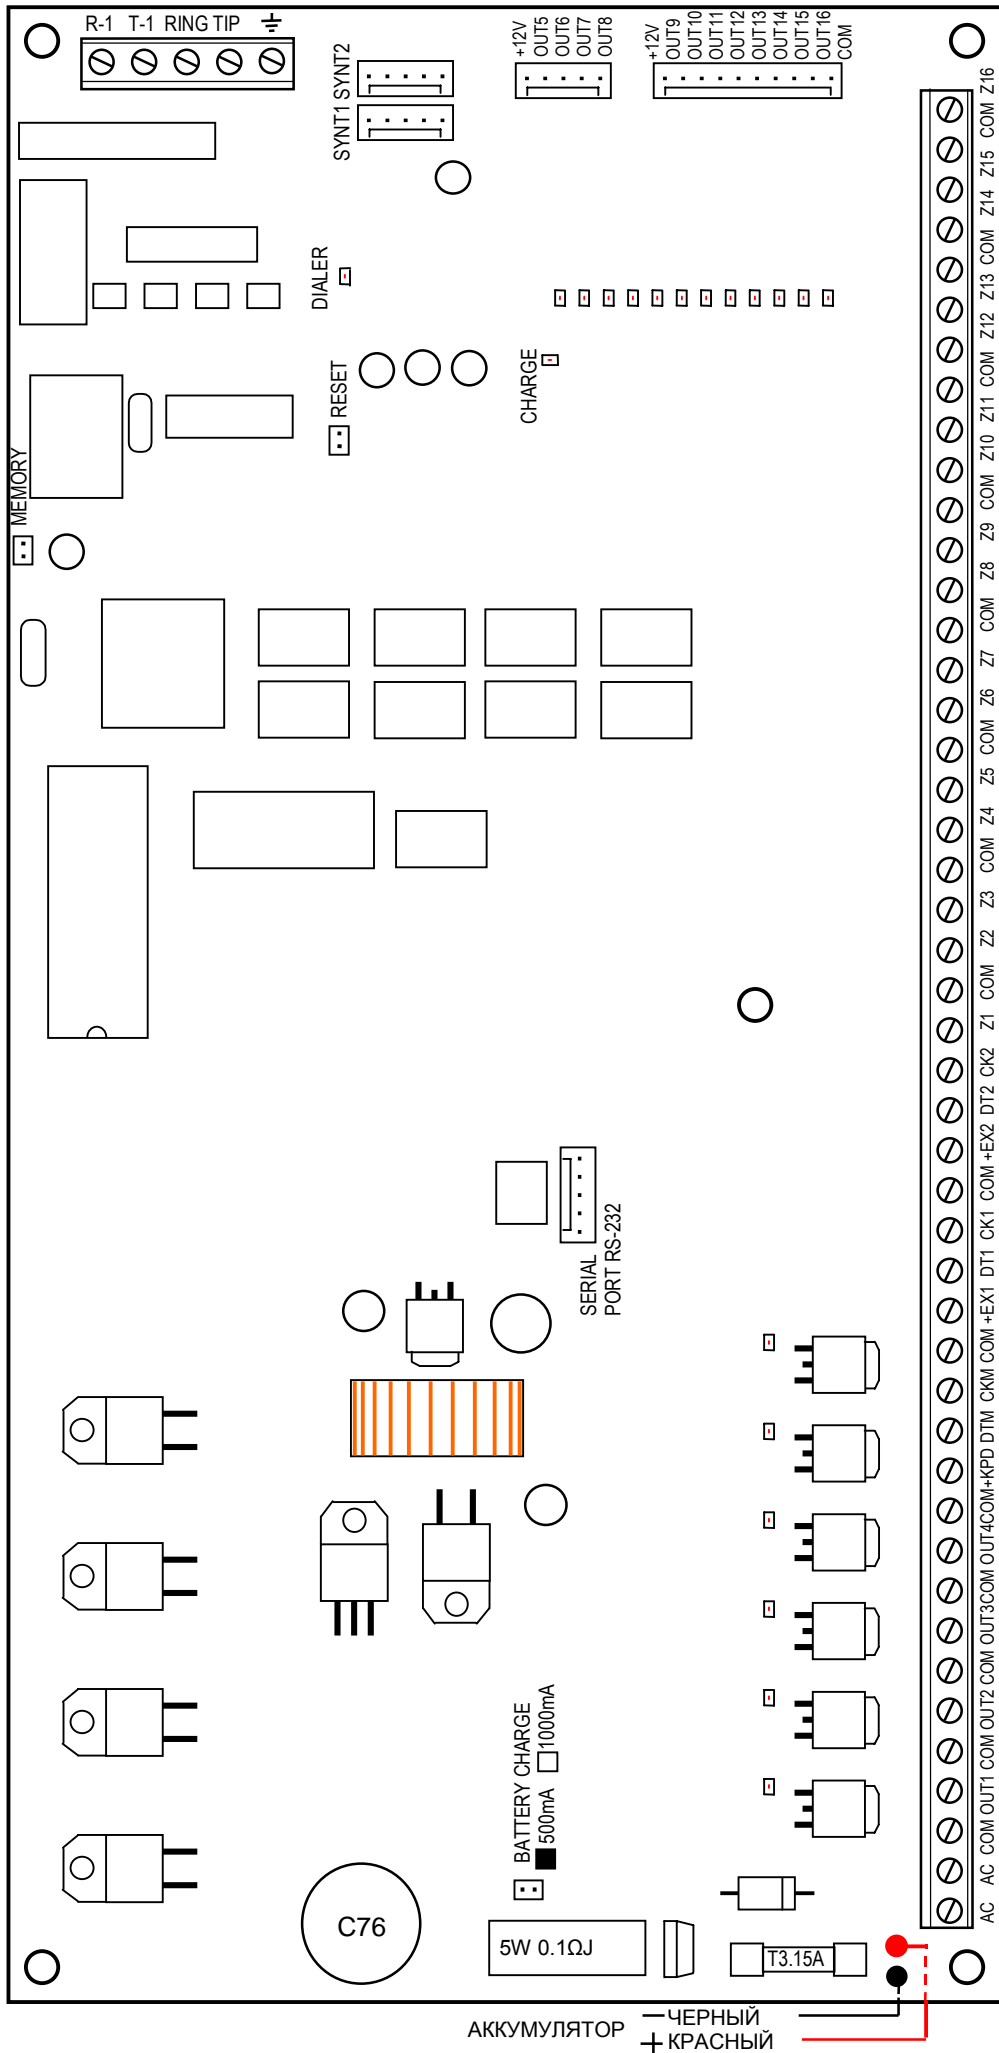 R-1 T-1 RING TIP
SYNT1 SYNT2
+12V
OUT5
OUT6
OUT7
OUT8
+12V
OUT9
OUT10
OUT11
OUT12
OUT13
OUT14
OUT15
OUT16
COM
DIALER
RESET
CHARGE
MEMORY
SERIAL
PORT RS-232
BATTERY CHARGE
500mA 1000mA
C76
5W 0.1ΩJ
T3.15A
AC AC COM OUT1 COM OUT2 COM OUT3COM OUT4COM+KPD DTM CKM COM +EX1 DT1 CK1 COM +EX2 DT2 CK2 Z1 COM Z2 Z3 COM Z4 Z5 COM Z6 Z7 COM Z8 Z9 COM Z10 Z11 COM Z12 Z13 COM Z14 Z15 COM Z16
АККУМУЛЯТОР
— ЧЕРНЫЙ
+ КРАСНЫЙ